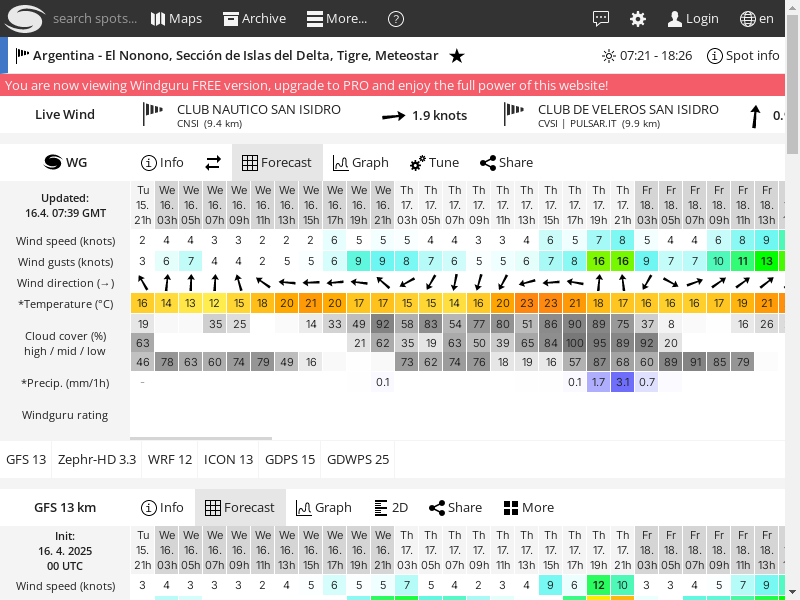 search spots... Maps Archive More... ? Login en
Argentina - El Nonono, Sección de Islas del Delta, Tigre, Meteostar ★ 07:21 - 18:26 Spot info
You are now viewing Windguru FREE version, upgrade to PRO and enjoy the full power of this website!
Live Wind CLUB NAUTICO SAN ISIDRO 1.9 knots CLUB DE VELEROS SAN ISIDRO
CNSI (9.4 km) CVSI | PULSAR.IT (9.9 km)
WG Info Forecast Graph Tune Share
Updated: Tu We We We We We We We We We We Th Th Th Th Th Th Th Th Th Th Fr Fr Fr Fr Fr Fr
16.4. 07:39 GMT 15. 16. 16. 16. 16. 16. 16. 16. 16. 16. 16. 17. 17. 17. 17. 17. 17. 17. 17. 17. 17. 18. 18. 18. 18. 18. 18.
21h 03h 05h 07h 09h 11h 13h 15h 17h 19h 21h 03h 05h 07h 09h 11h 13h 15h 17h 19h 21h 03h 05h 07h 09h 11h 13h
Wind speed (knots) 2 4 4 3 3 2 2 2 6 5 5 5 4 4 3 3 4 6 5 7 8 5 4 4 6 8 9
Wind gusts (knots) 3 6 7 4 4 2 5 5 6 9 9 8 7 6 5 5 6 7 8 16 16 9 7 7 10 11 13
Wind direction (→)
*Temperature (°C) 16 14 13 12 15 18 20 21 20 17 17 15 15 14 16 20 23 23 21 18 17 16 16 16 17 19 21
Cloud cover (%) 19 35 25 14 33 49 92 58 83 54 77 80 51 86 90 89 75 37 8 16 26
high / mid / low 63 21 62 35 19 63 50 39 65 84 100 95 89 92 20
46 78 63 60 74 79 49 16 73 62 74 76 18 19 16 57 87 68 60 89 91 85 79
*Precip. (mm/1h) - 0.1 0.1 1.7 3.1 0.7
Windguru rating
GFS 13 Zephr-HD 3.3 WRF 12 ICON 13 GDPS 15 GDWPS 25
GFS 13 km Info Forecast Graph 2D Share More
Init: Tu We We We We We We We We We We Th Th Th Th Th Th Th Th Th Th Fr Fr Fr Fr Fr Fr
16. 4. 2025 15. 16. 16. 16. 16. 16. 16. 16. 16. 16. 16. 17. 17. 17. 17. 17. 17. 17. 17. 17. 17. 18. 18. 18. 18. 18. 18.
00 UTC 21h 03h 05h 07h 09h 11h 13h 15h 17h 19h 21h 03h 05h 07h 09h 11h 13h 15h 17h 19h 21h 03h 05h 07h 09h 11h 13h
Wind speed (knots) 3 4 3 3 3 2 4 5 6 5 5 7 5 4 2 3 4 9 6 12 10 3 3 4 5 7 9